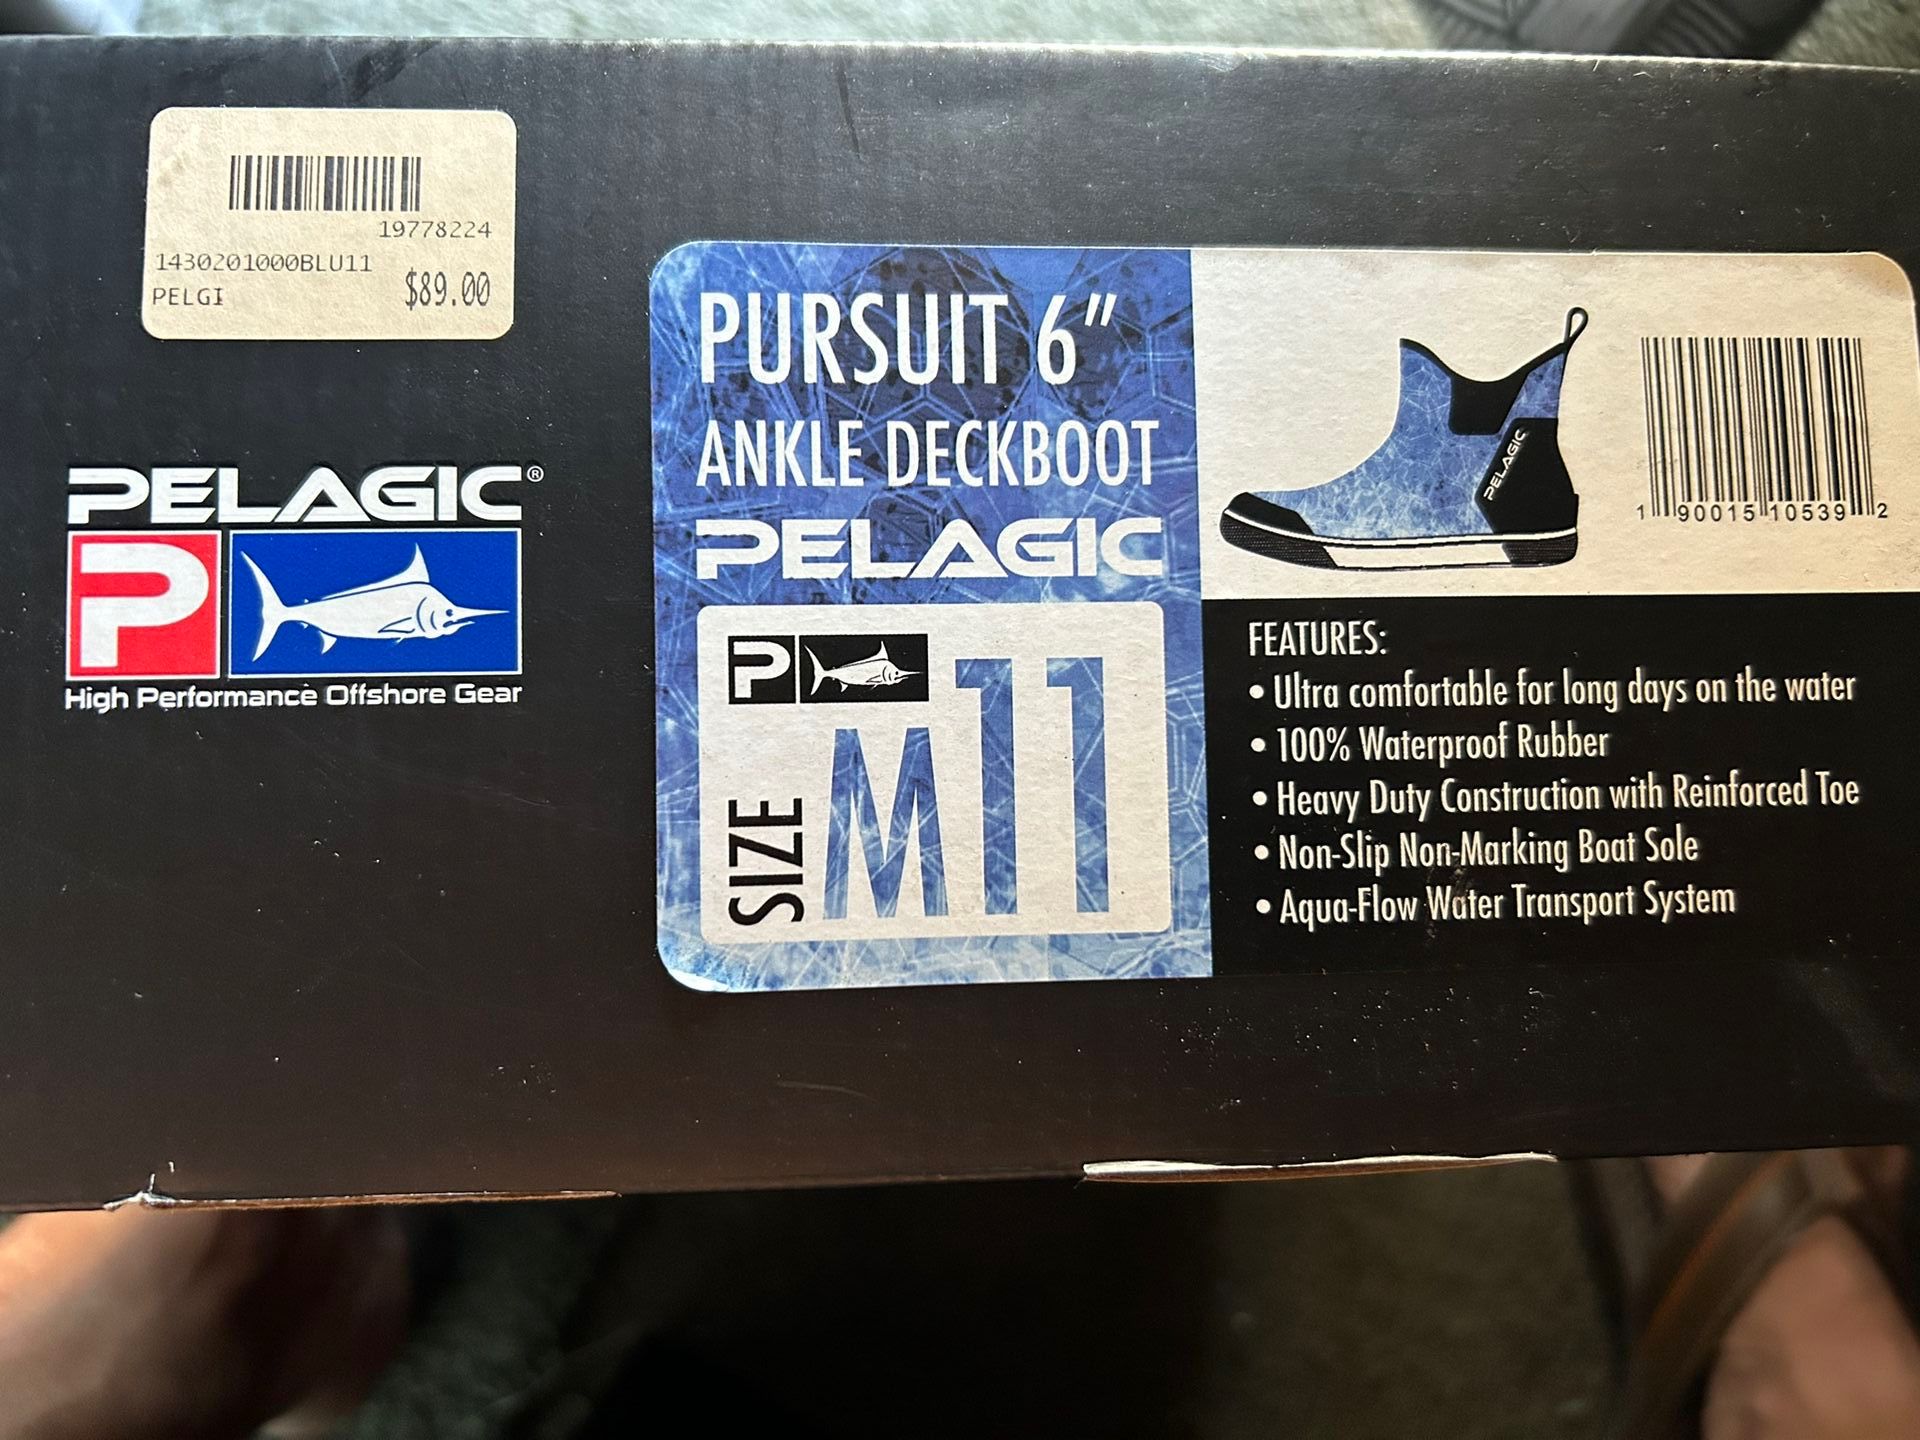 19778224
1430201000BLU11
PELGI $89.00
PELAGIC®
P
High Performance Offshore Gear
PURSUIT 6"
ANKLE DECKBOOT
PELAGIC
P
SIZE M11
PELAGIC
1 90015 10539 2
FEATURES:
• Ultra comfortable for long days on the water
• 100% Waterproof Rubber
• Heavy Duty Construction with Reinforced Toe
• Non-Slip Non-Marking Boat Sole
• Aqua-Flow Water Transport System